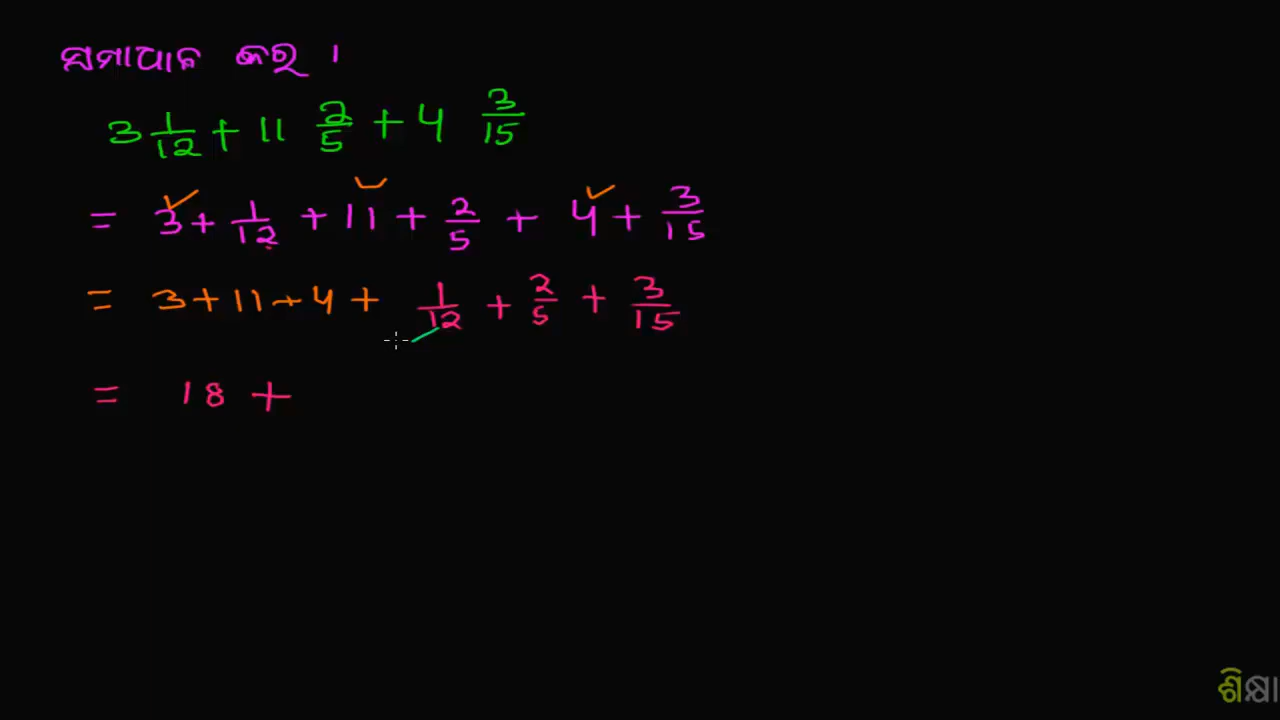 ସମାଧାନ କର ।
3 1/12 + 11 2/5 + 4 3/15
= 3 + 1/12 + 11 + 2/5 + 4 + 3/15
= 3 + 11 + 4 + 1/12 + 2/5 + 3/15
= 18 +
ଶିକ୍ଷା